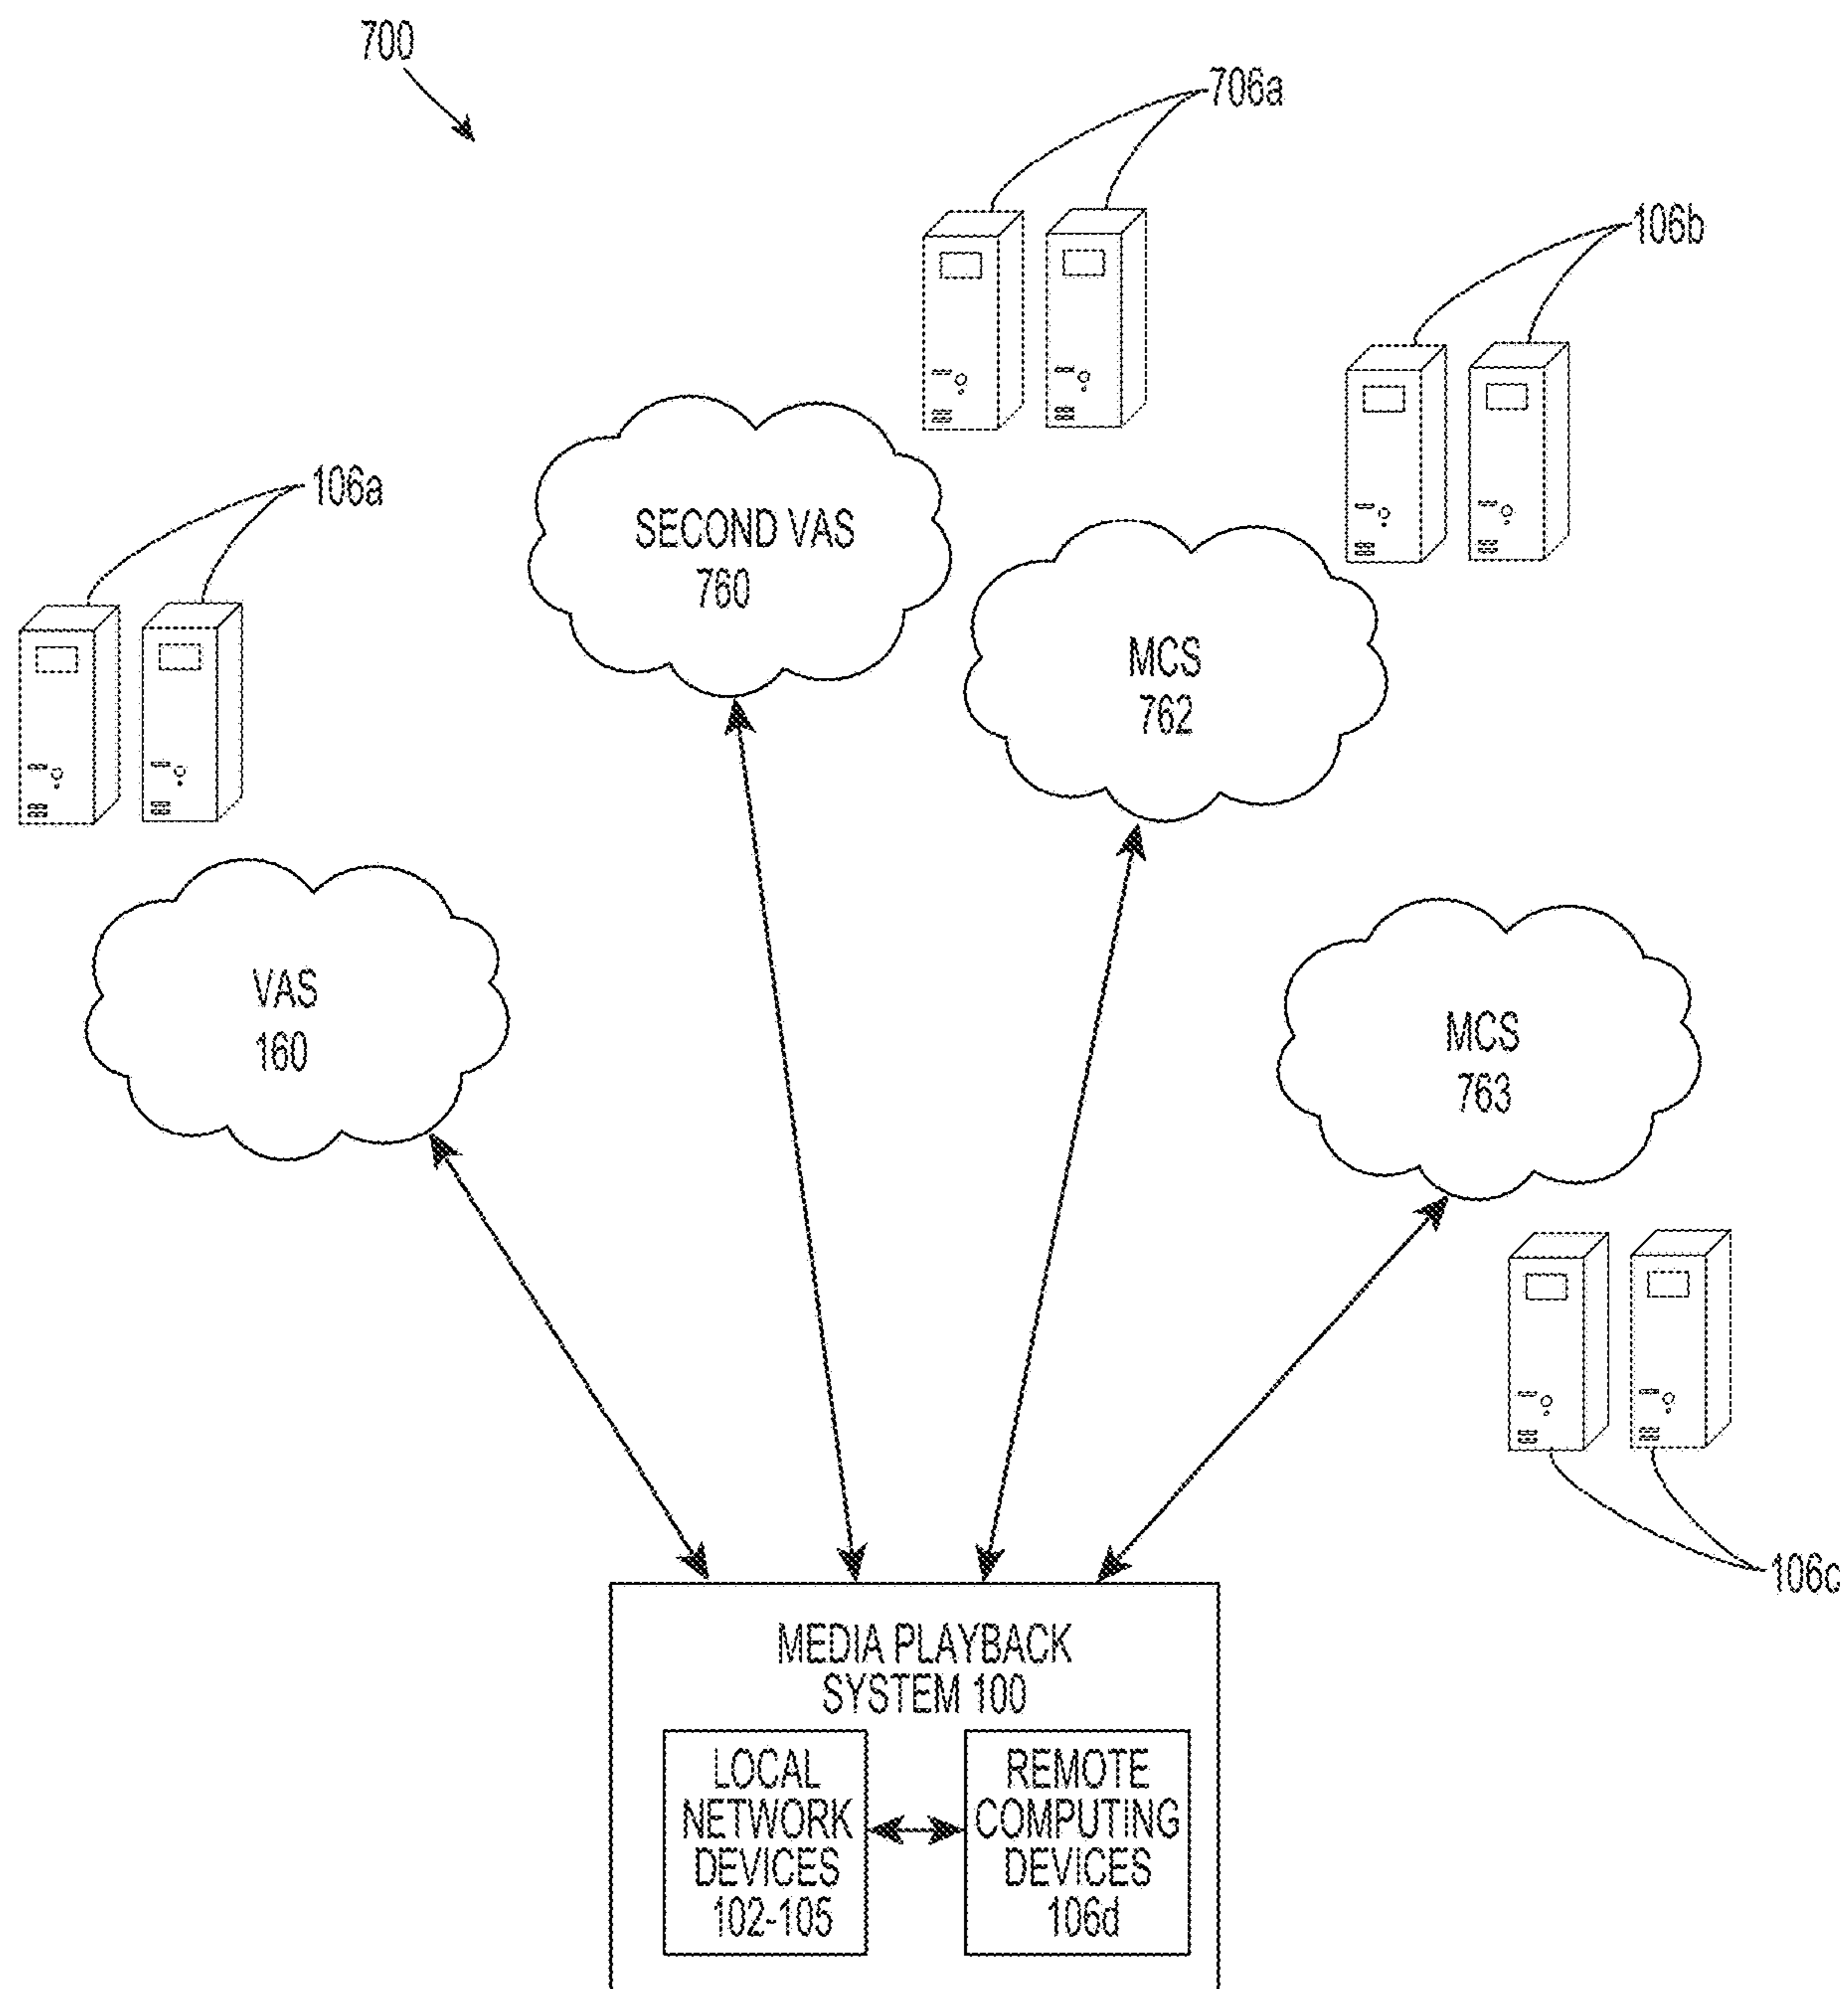 700
706a
106b
106a
SECOND VAS
760
MCS
762
VAS
160
MCS
763
106c
MEDIA PLAYBACK
SYSTEM 100
LOCAL
NETWORK
DEVICES
102-105
REMOTE
COMPUTING
DEVICES
106d